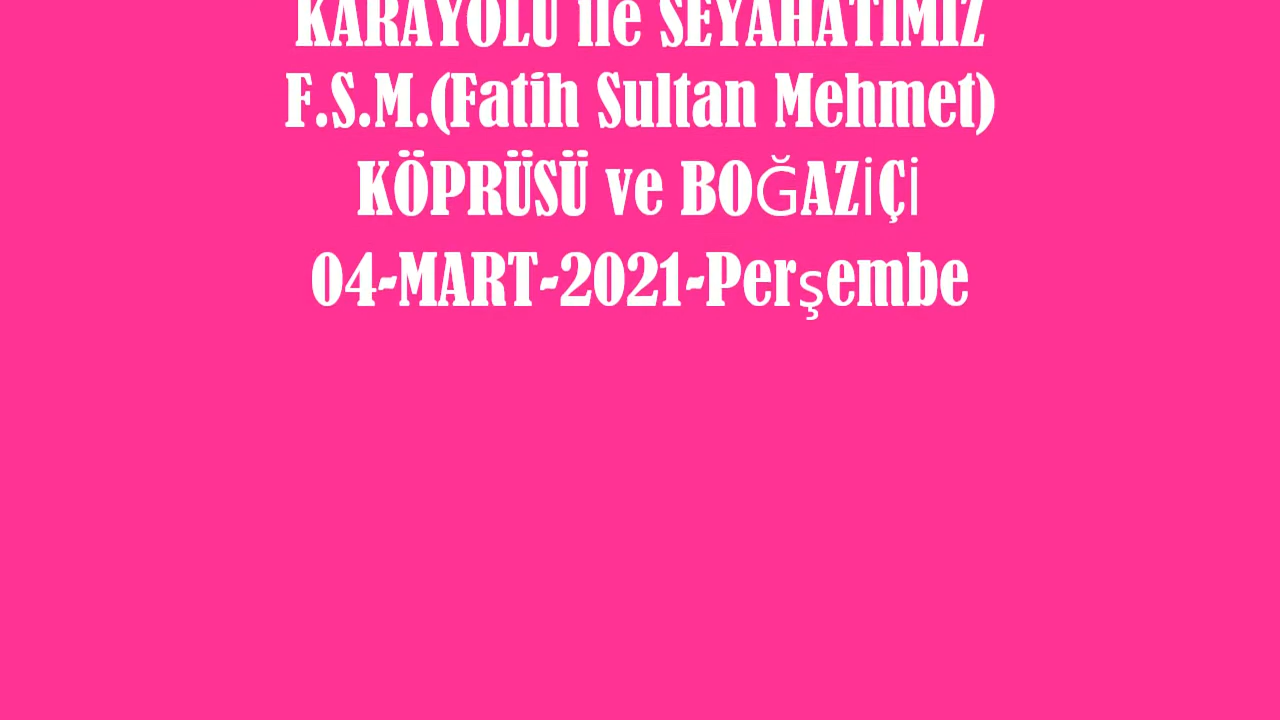 KARAYOLU ile SEYAHATIMIZ
F.S.M.(Fatih Sultan Mehmet)
KÖPRÜSÜ ve BOĞAZİÇİ
04-MART-2021-Perşembe